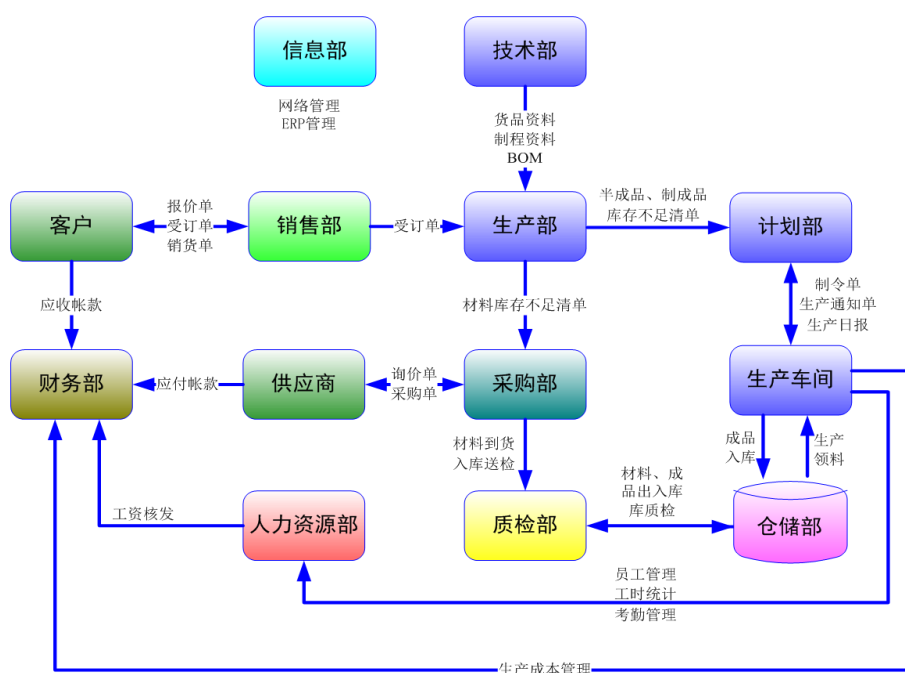 信息部
技术部
网络管理
ERP管理
货品资料
制程资料
BOM
客户
报价单
受订单
销货单
销售部
受订单
生产部
半成品、制成品
库存不足清单
计划部
应收帐款
材料库存不足清单
制令单
生产通知单
生产日报
财务部
应付帐款
供应商
询价单
采购单
采购部
生产车间
材料到货
入库送检
成品
入库
生产
领料
工资核发
人力资源部
质检部
材料、成
品出入库
库质检
仓储部
员工管理
工时统计
考勤管理
生产成本管理